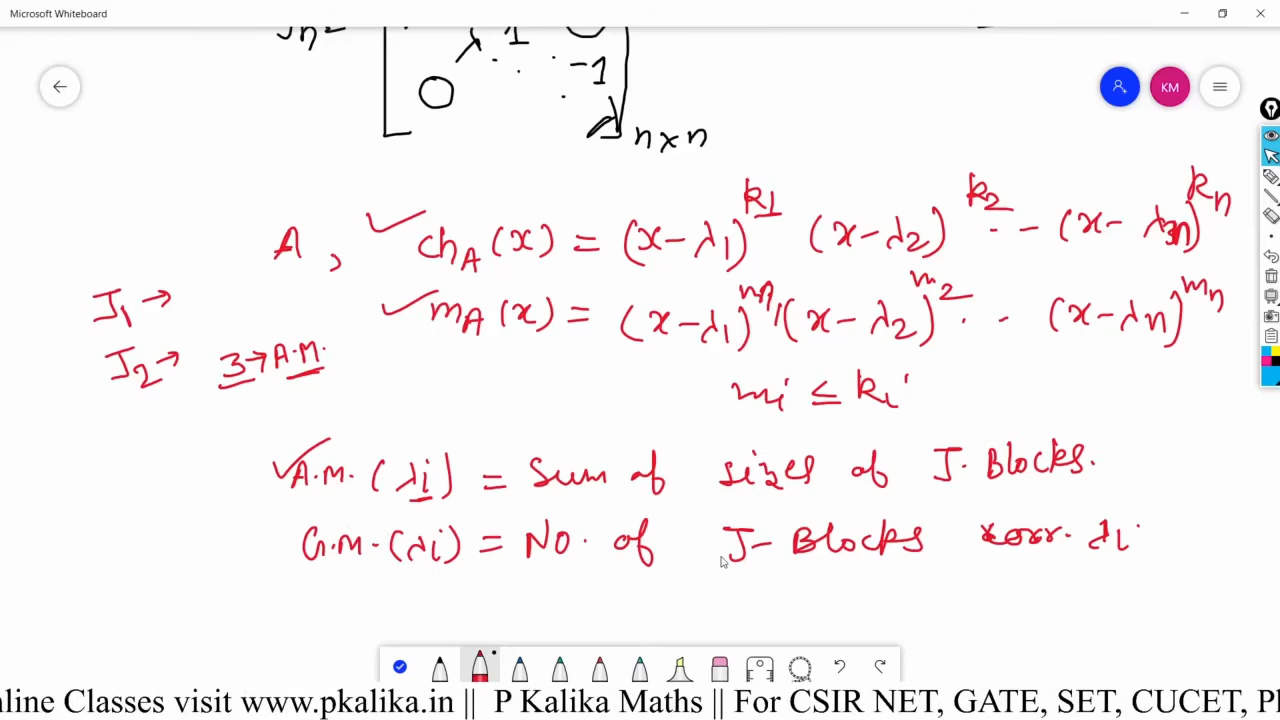 Microsoft Whiteboard
KM
n×n
A, ✓ ch_A(x) = (x-λ1)^k1 (x-λ2)^k2 .-- (x-λn)^kn
J1 → ✓ m_A(x) = (x-λ1)^m1 (x-λ2)^m2 . - . (x-λn)^mn
J2 → 3→A.M.
mi ≤ ki
✓ A.M. (λi) = Sum of sizes of J. Blocks.
G.M. (λi) = No. of J- Blocks corr. λi
nline Classes visit www.pkalika.in || P Kalika Maths || For CSIR NET, GATE, SET, CUCET, P